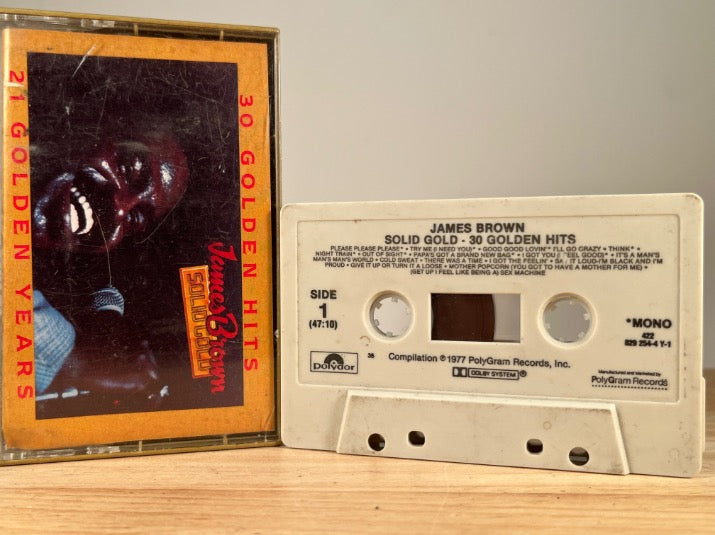 30 GOLDEN HITS
21 GOLDEN YEARS
James Brown
SOLID GOLD
JAMES BROWN
SOLID GOLD - 30 GOLDEN HITS
PLEASE PLEASE PLEASE • TRY ME (I NEED YOU) • GOOD GOOD LOVIN' • I'LL GO CRAZY • THINK •
NIGHT TRAIN • OUT OF SIGHT • PAPA'S GOT A BRAND NEW BAG • I GOT YOU (I FEEL GOOD) • IT'S A MAN'S
MAN'S MAN'S WORLD • COLD SWEAT • THERE WAS A TIME • I GOT THE FEELIN' • SAY IT LOUD-I'M BLACK AND I'M
PROUD • GIVE IT UP OR TURN IT A LOOSE • MOTHER POPCORN (YOU GOT TO HAVE A MOTHER FOR ME) •
(GET UP I FEEL LIKE BEING A) SEX MACHINE
SIDE
1
(47:10)
*MONO
422
829 254-4 Y-1
polydor
36
Compilation ℗ 1977 PolyGram Records, Inc.
DOLBY SYSTEM ®
Manufactured and Marketed by
PolyGram Records